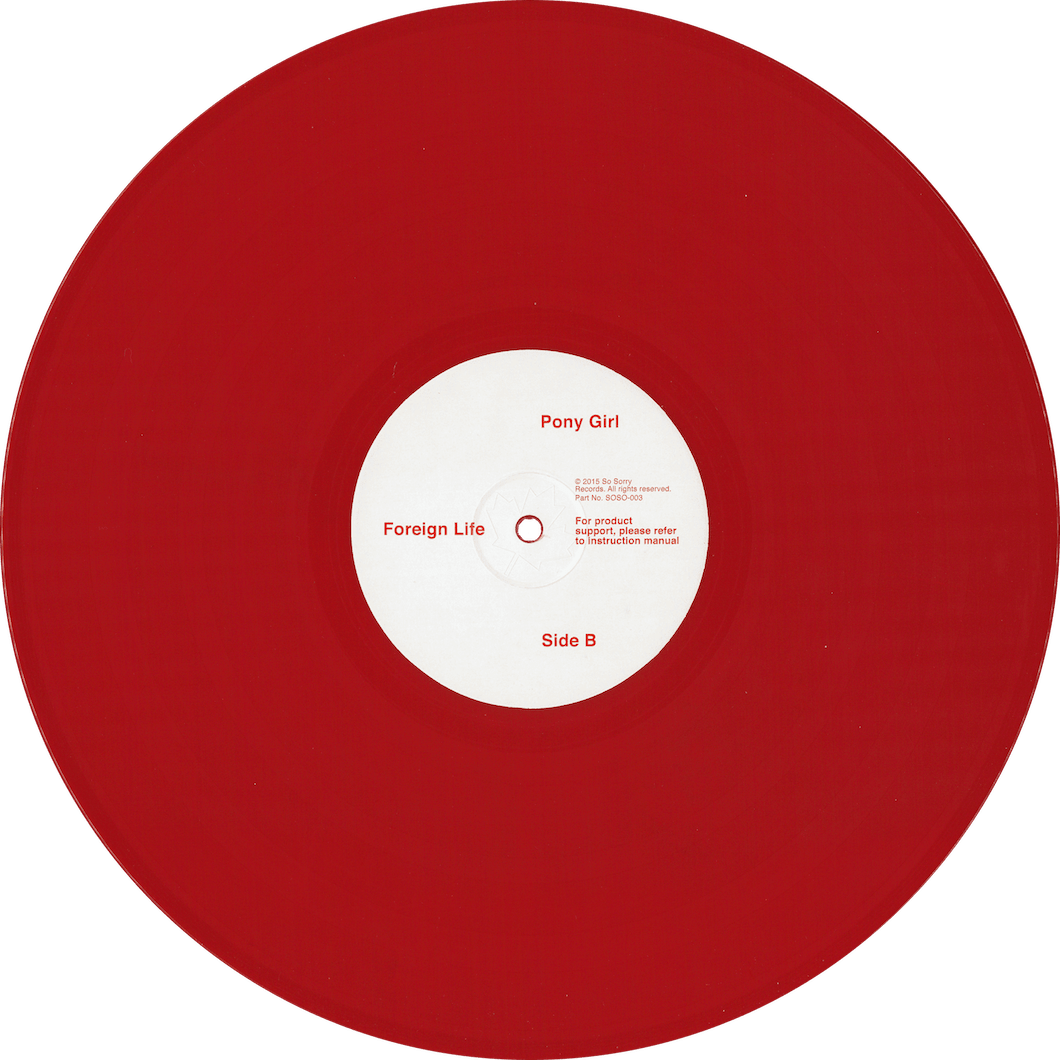 Pony Girl
© 2015 So Sorry
Records. All rights reserved.
Part No. SOSO-003
Foreign Life
For product
support, please refer
to instruction manual
Side B